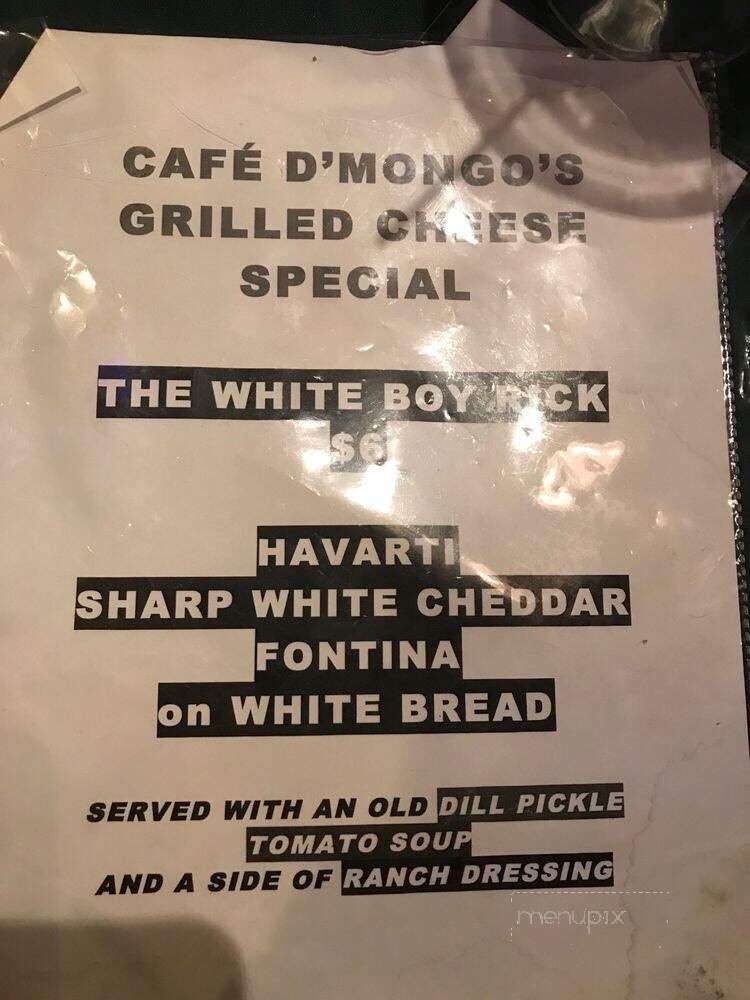 CAFÉ D'MONGO'S
GRILLED CHEESE
SPECIAL
THE WHITE BOY RICK
$6
HAVARTI
SHARP WHITE CHEDDAR
FONTINA
on WHITE BREAD
SERVED WITH AN OLD DILL PICKLE
TOMATO SOUP
AND A SIDE OF RANCH DRESSING
menupix